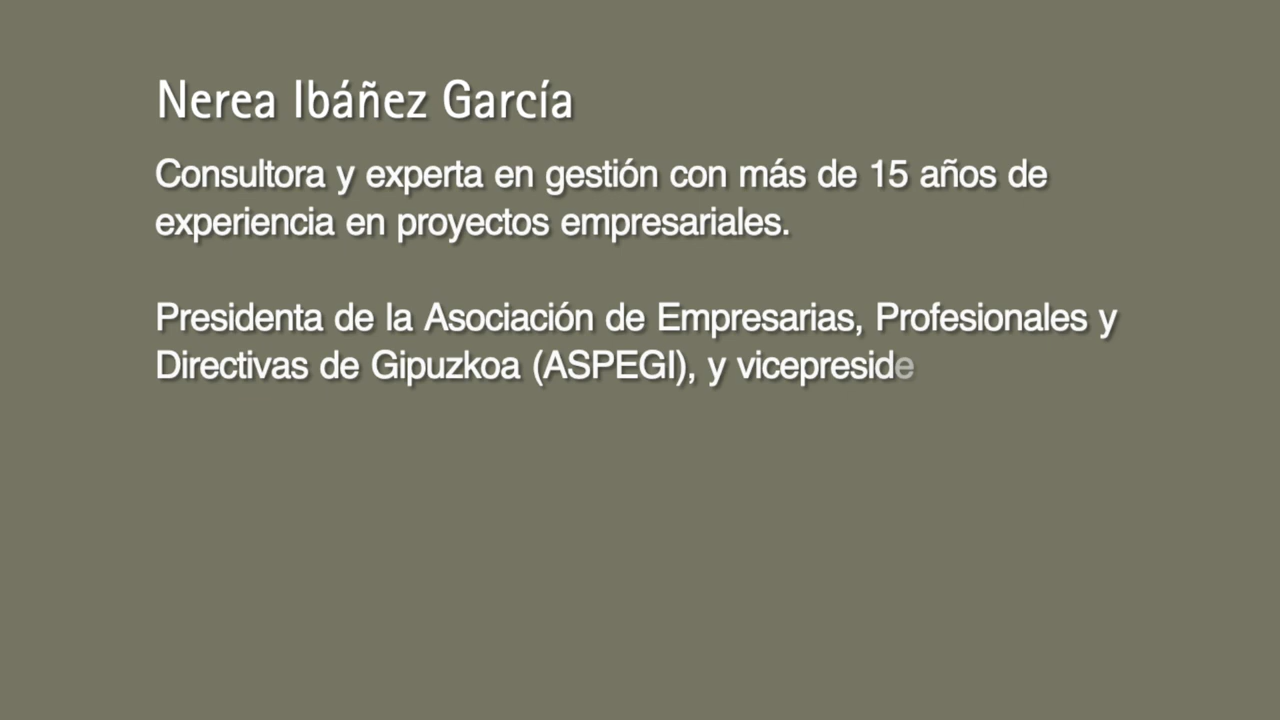 Nerea Ibáñez García
Consultora y experta en gestión con más de 15 años de
experiencia en proyectos empresariales.
Presidenta de la Asociación de Empresarias, Profesionales y
Directivas de Gipuzkoa (ASPEGI), y vicepreside